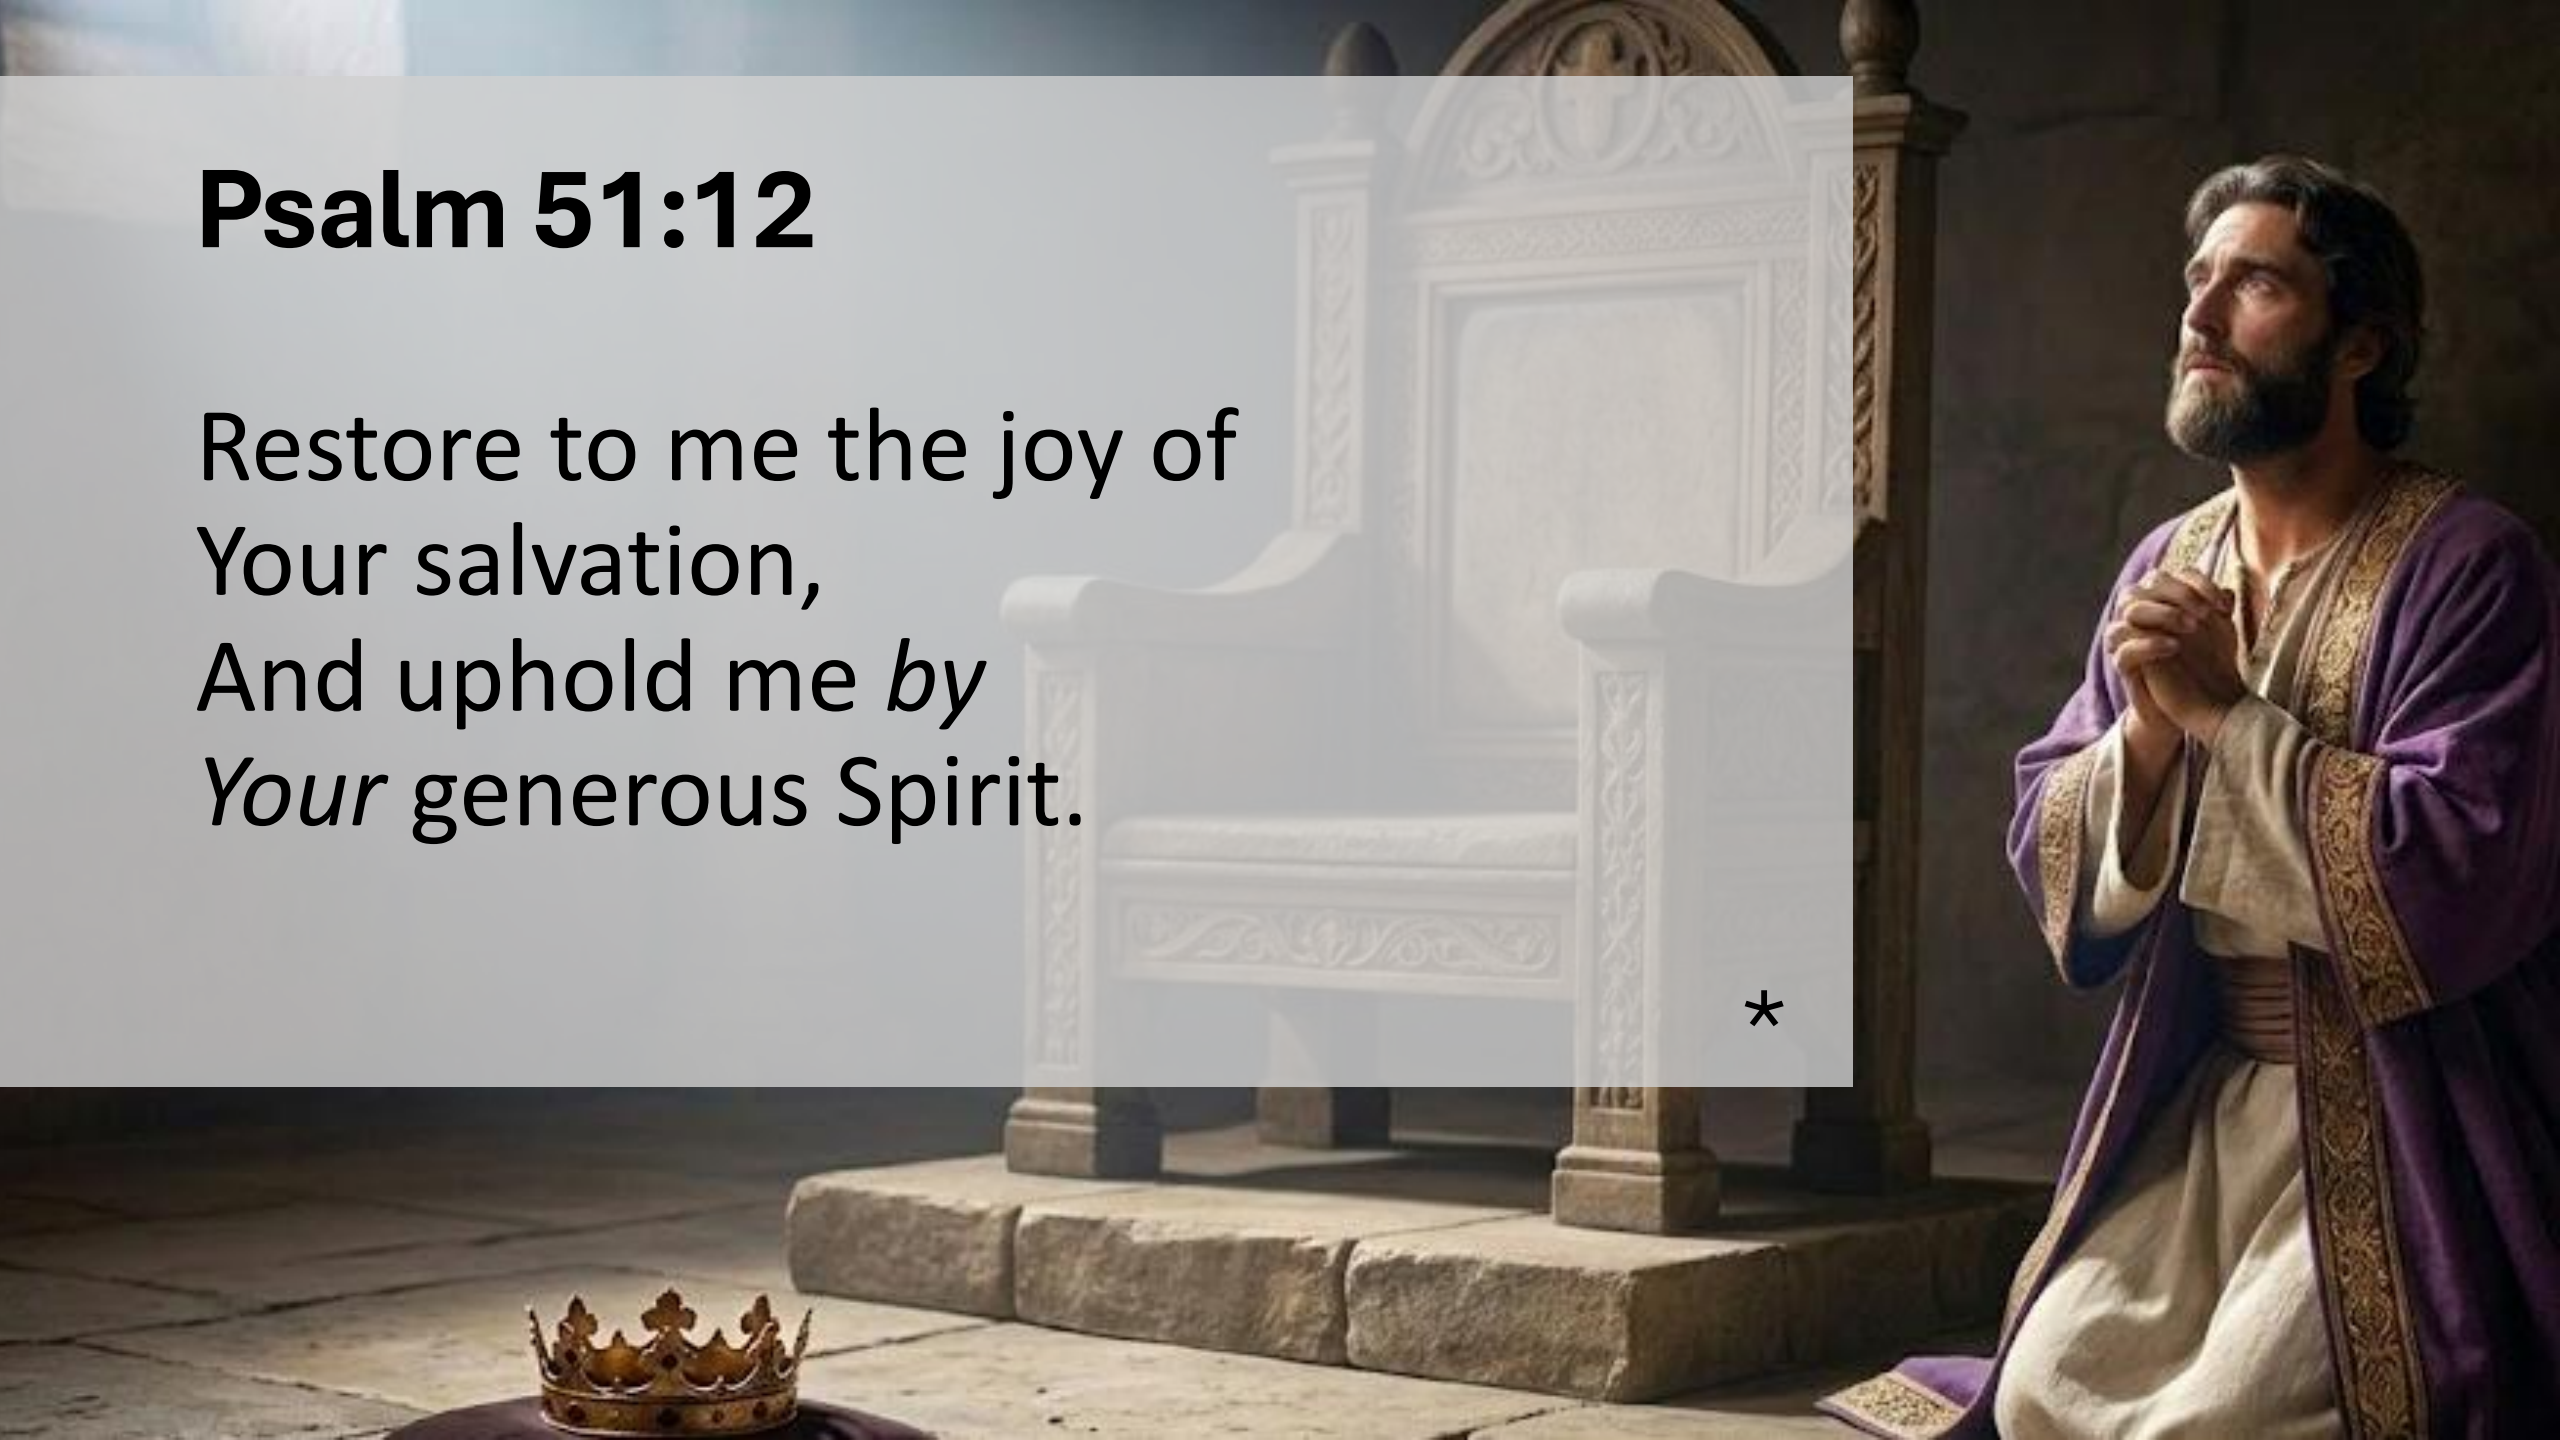 Psalm 51:12
Restore to me the joy of
Your salvation,
And uphold me by
Your generous Spirit.
*